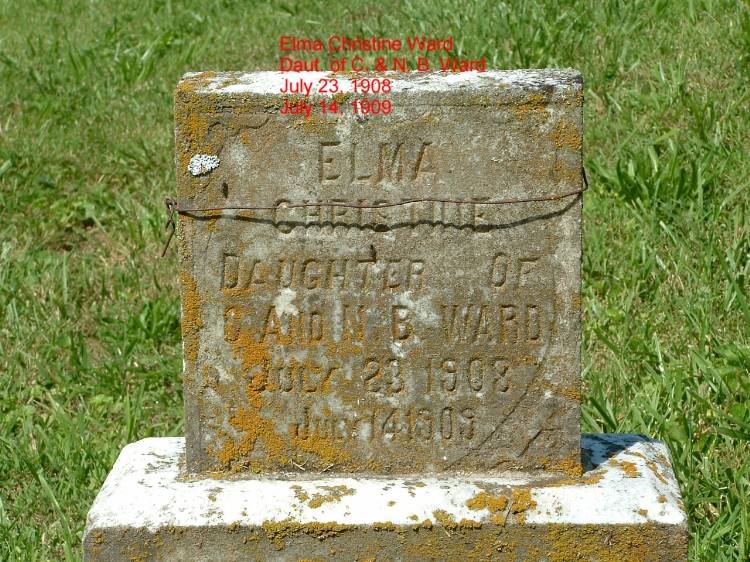 Elma Christine Ward
Daut. of C. & N. B. Ward
July 23, 1908
July 14, 1909
ELMA
CHRISTINE
DAUGHTER OF
C AND N. B. WARD
JULY 23 1908
JULY 14 1909